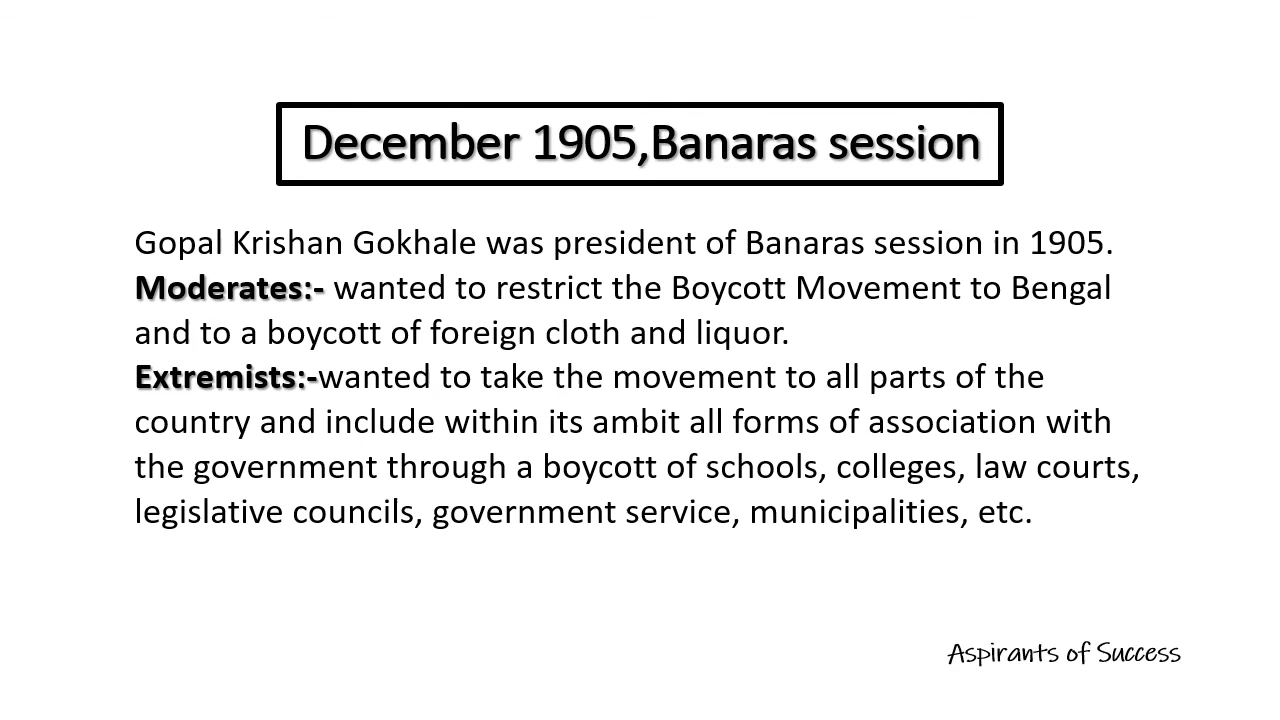 December 1905,Banaras session
Gopal Krishan Gokhale was president of Banaras session in 1905.
Moderates:- wanted to restrict the Boycott Movement to Bengal
and to a boycott of foreign cloth and liquor.
Extremists:-wanted to take the movement to all parts of the
country and include within its ambit all forms of association with
the government through a boycott of schools, colleges, law courts,
legislative councils, government service, municipalities, etc.
Aspirants of Success